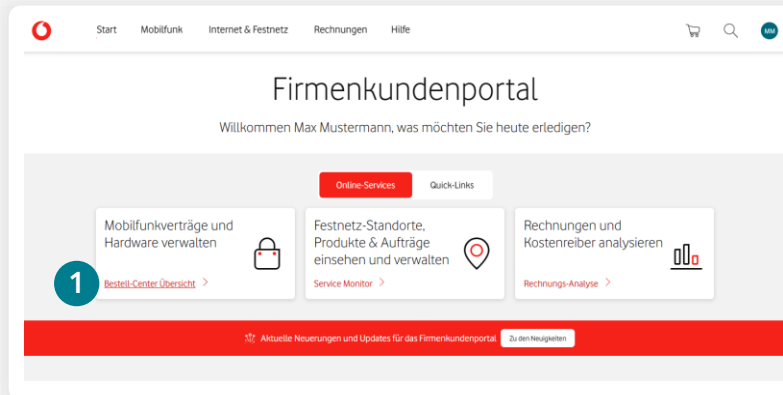 Start Mobilfunk Internet & Festnetz Rechnungen Hilfe MM
Firmenkundenportal
Willkommen Max Mustermann, was möchten Sie heute erledigen?
Online-Services Quick-Links
Mobilfunkverträge und
Hardware verwalten
1 Bestell-Center Übersicht
Festnetz-Standorte,
Produkte & Aufträge
einsehen und verwalten
Service Monitor
Rechnungen und
Kostenreiber analysieren
Rechnungs-Analyse
Aktuelle Neuerungen und Updates für das Firmenkundenportal Zu den Neuigkeiten